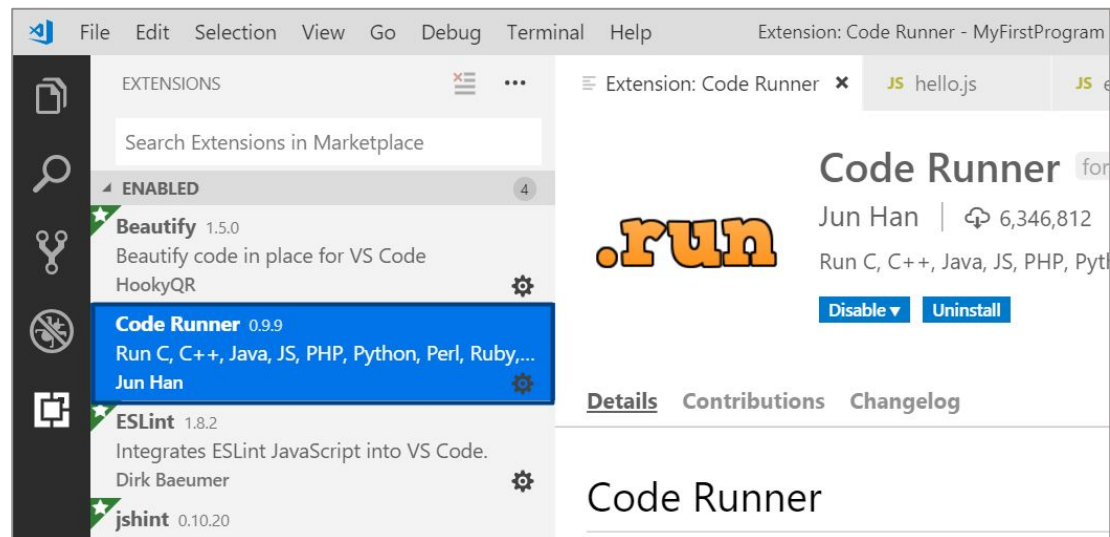 File Edit Selection View Go Debug Terminal Help Extension: Code Runner - MyFirstProgram
EXTENSIONS
Search Extensions in Marketplace
ENABLED 4
Beautify 1.5.0
Beautify code in place for VS Code
HookyQR
Code Runner 0.9.9
Run C, C++, Java, JS, PHP, Python, Perl, Ruby,...
Jun Han
ESLint 1.8.2
Integrates ESLint JavaScript into VS Code.
Dirk Baeumer
jshint 0.10.20
Extension: Code Runner JS hello.js JS
.run
Code Runner for
Jun Han 6,346,812
Run C, C++, Java, JS, PHP,
Disable Uninstall
Details Contributions Changelog
Code Runner